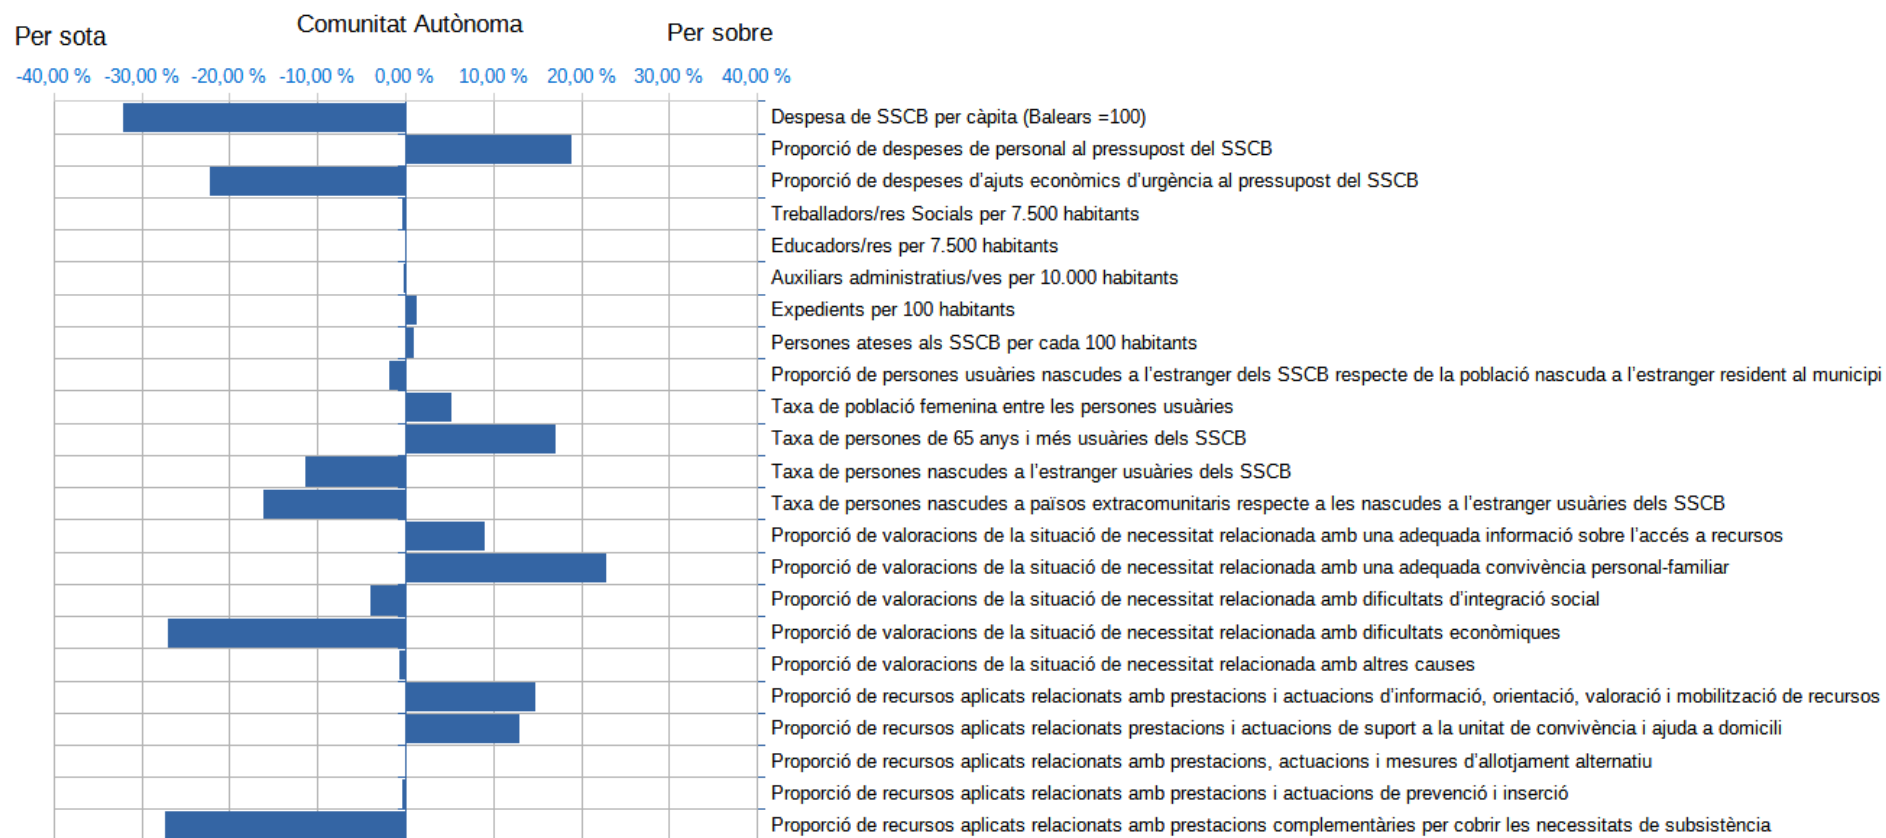 Comunitat Autònoma
Per sota
Per sobre
-40,00 % -30,00 % -20,00 % -10,00 % 0,00 % 10,00 % 20,00 % 30,00 % 40,00 %
Despesa de SSCB per càpita (Balears =100)
Proporció de despeses de personal al pressupost del SSCB
Proporció de despeses d'ajuts econòmics d'urgència al pressupost del SSCB
Treballadors/res Socials per 7.500 habitants
Educadors/res per 7.500 habitants
Auxiliars administratius/ves per 10.000 habitants
Expedients per 100 habitants
Persones ateses als SSCB per cada 100 habitants
Proporció de persones usuàries nascudes a l'estranger dels SSCB respecte de la població nascuda a l'estranger resident al municipi
Taxa de població femenina entre les persones usuàries
Taxa de persones de 65 anys i més usuàries dels SSCB
Taxa de persones nascudes a l'estranger usuàries dels SSCB
Taxa de persones nascudes a països extracomunitaris respecte a les nascudes a l'estranger usuàries dels SSCB
Proporció de valoracions de la situació de necessitat relacionada amb una adequada informació sobre l'accés a recursos
Proporció de valoracions de la situació de necessitat relacionada amb una adequada convivència personal-familiar
Proporció de valoracions de la situació de necessitat relacionada amb dificultats d'integració social
Proporció de valoracions de la situació de necessitat relacionada amb dificultats econòmiques
Proporció de valoracions de la situació de necessitat relacionada amb altres causes
Proporció de recursos aplicats relacionats amb prestacions i actuacions d'informació, orientació, valoració i mobilització de recursos
Proporció de recursos aplicats relacionats prestacions i actuacions de suport a la unitat de convivència i ajuda a domicili
Proporció de recursos aplicats relacionats amb prestacions, actuacions i mesures d'allotjament alternatiu
Proporció de recursos aplicats relacionats amb prestacions i actuacions de prevenció i inserció
Proporció de recursos aplicats relacionats amb prestacions complementàries per cobrir les necessitats de subsistència